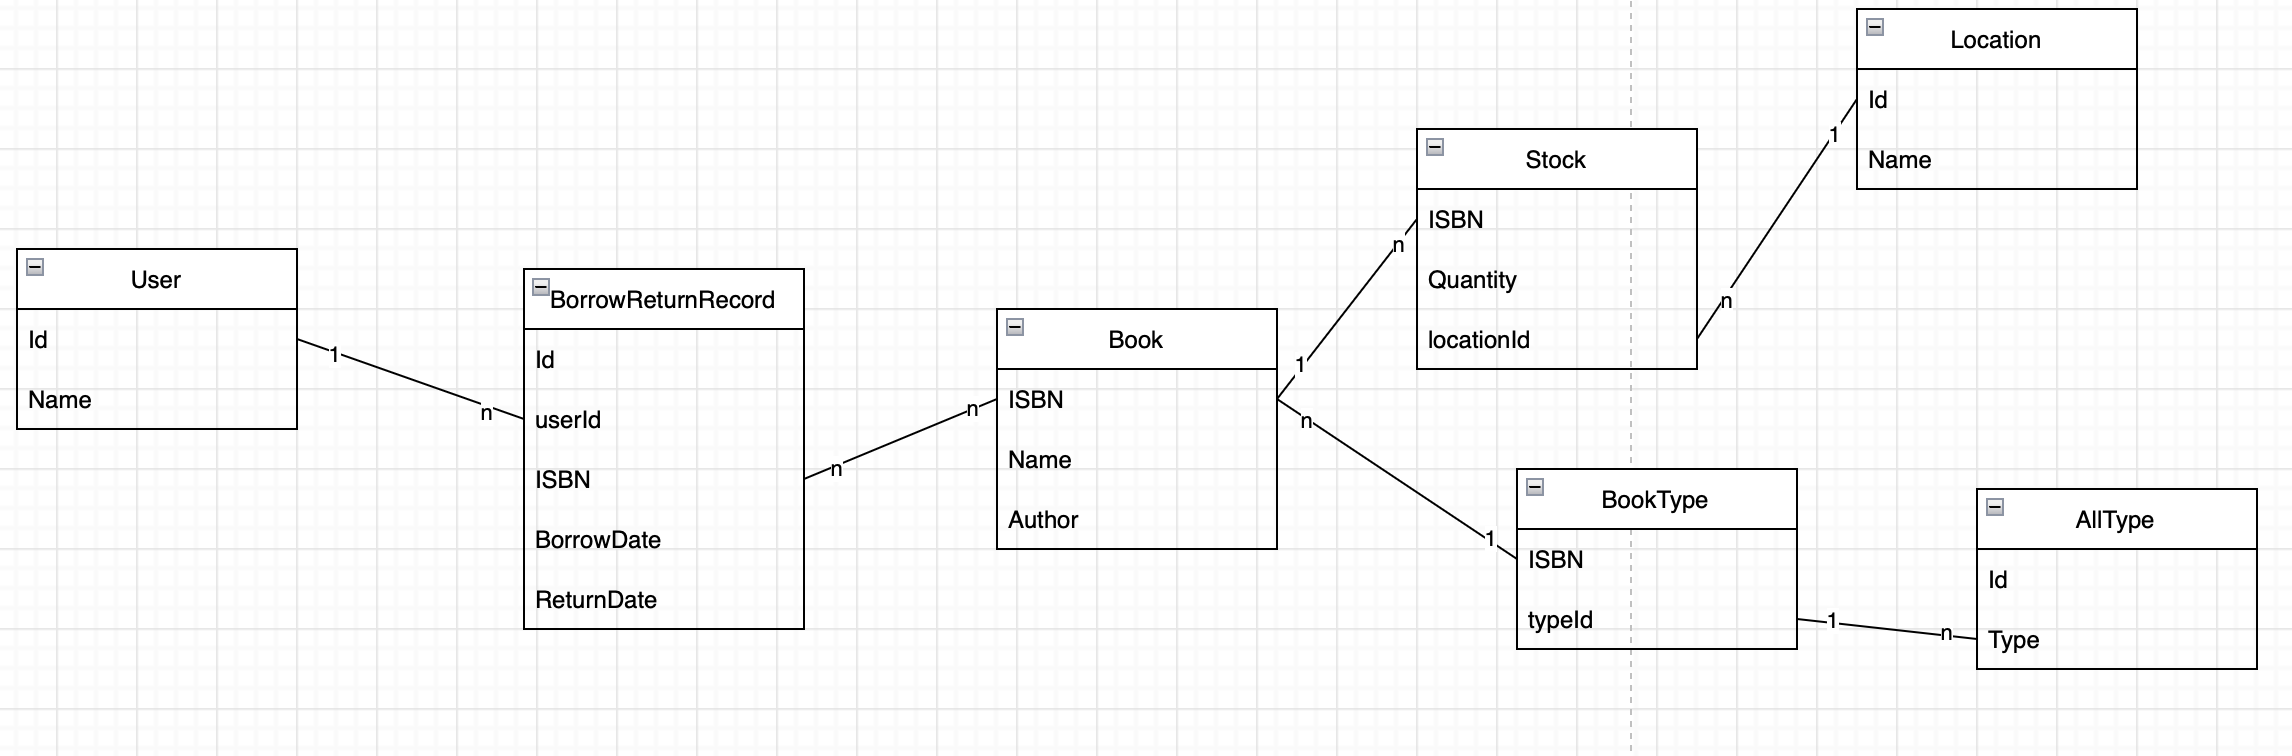 User
Id
Name
1
n
BorrowReturnRecord
Id
userId
ISBN
BorrowDate
ReturnDate
n
n
Book
ISBN
Name
Author
1
n
Stock
ISBN
Quantity
locationId
n
1
Location
Id
Name
n
1
BookType
ISBN
typeId
1
n
AllType
Id
Type